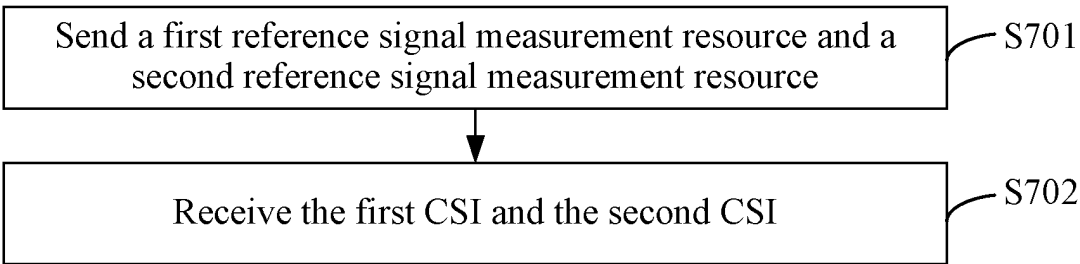 Send a first reference signal measurement resource and a
second reference signal measurement resource
S701
Receive the first CSI and the second CSI
S702